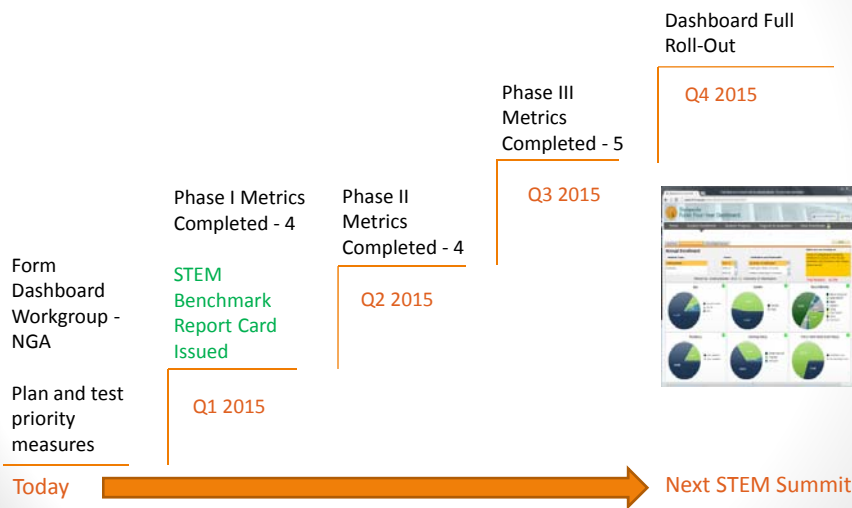 Form
Dashboard
Workgroup -
NGA
Plan and test
priority
measures
Today
Phase I Metrics
Completed - 4
STEM
Benchmark
Report Card
Issued
Q1 2015
Phase II
Metrics
Completed - 4
Q2 2015
Phase III
Metrics
Completed - 5
Q3 2015
Dashboard Full
Roll-Out
Q4 2015
Next STEM Summit